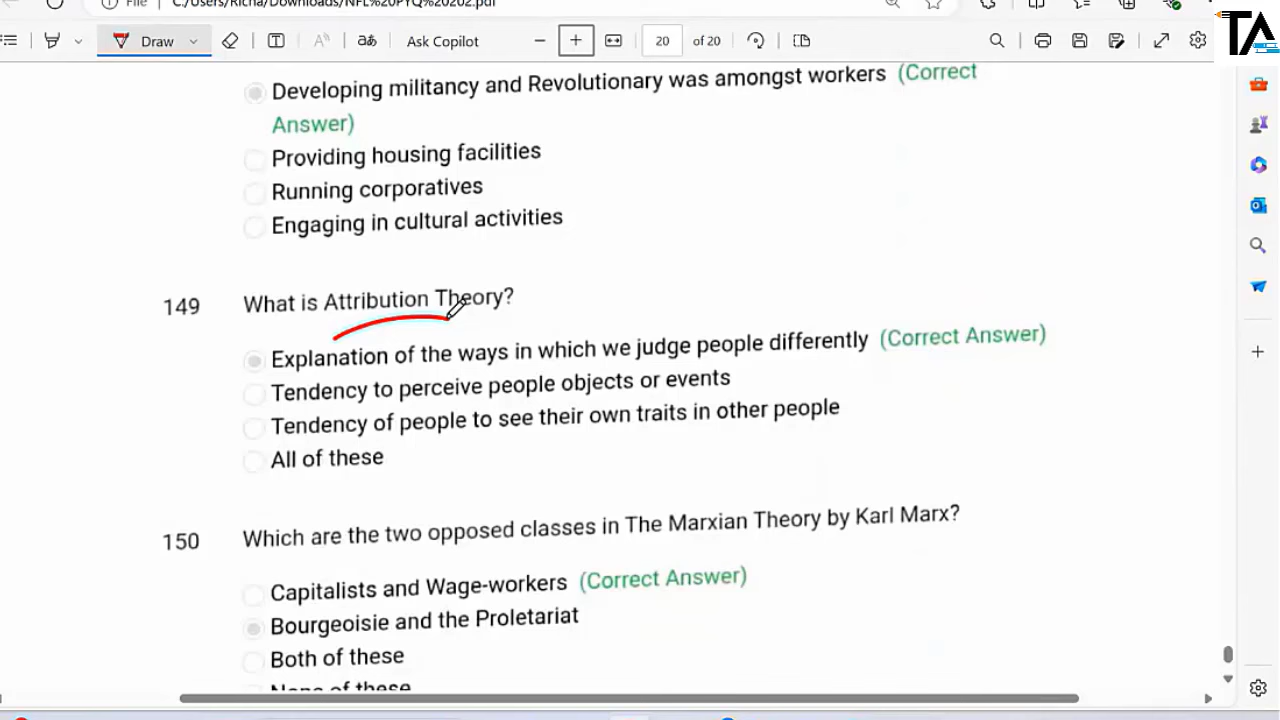 File
C:/Users/Richa/Downloads/NFL%20PYQ%20202.pdf
Draw
Ask Copilot
20 of 20
TA
Developing militancy and Revolutionary was amongst workers (Correct
Answer)
Providing housing facilities
Running corporatives
Engaging in cultural activities
149 What is Attribution Theory?
Explanation of the ways in which we judge people differently (Correct Answer)
Tendency to perceive people objects or events
Tendency of people to see their own traits in other people
All of these
150 Which are the two opposed classes in The Marxian Theory by Karl Marx?
Capitalists and Wage-workers (Correct Answer)
Bourgeoisie and the Proletariat
Both of these
None of these